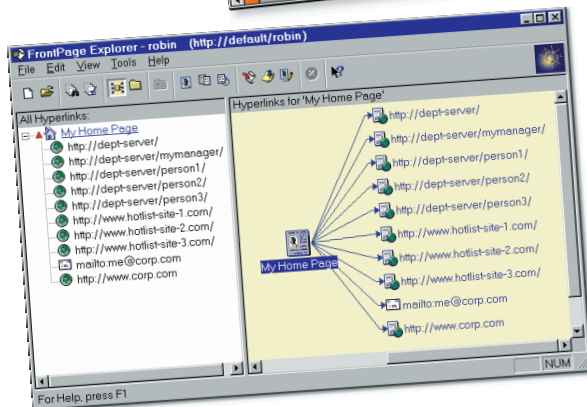 FrontPage Explorer - robin (http://default/robin)
File Edit View Tools Help
All Hyperlinks:
My Home Page
http://dept-server/
http://dept-server/mymanager/
http://dept-server/person1/
http://dept-server/person2/
http://dept-server/person3/
http://www.hotlist-site-1.com/
http://www.hotlist-site-2.com/
http://www.hotlist-site-3.com/
mailto:me@corp.com
http://www.corp.com
Hyperlinks for 'My Home Page'
http://dept-server/
http://dept-server/mymanager/
http://dept-server/person1/
http://dept-server/person2/
http://dept-server/person3/
http://www.hotlist-site-1.com/
http://www.hotlist-site-2.com/
http://www.hotlist-site-3.com/
mailto:me@corp.com
http://www.corp.com
My Home Page
For Help, press F1
NUM